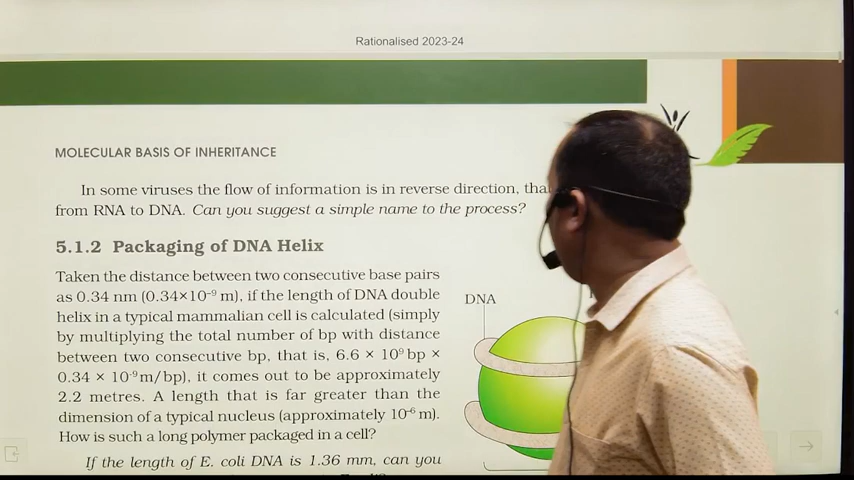 Rationalised 2023-24
MOLECULAR BASIS OF INHERITANCE
In some viruses the flow of information is in reverse direction,
from RNA to DNA. Can you suggest a simple name to the process?
5.1.2 Packaging of DNA Helix
Taken the distance between two consecutive base pairs
as 0.34 nm (0.34×10⁻⁹ m), if the length of DNA double
helix in a typical mammalian cell is calculated (simply
by multiplying the total number of bp with distance
between two consecutive bp, that is, 6.6 × 10⁹ bp ×
0.34 × 10⁻⁹m/bp), it comes out to be approximately
2.2 metres. A length that is far greater than the
dimension of a typical nucleus (approximately 10⁻⁶ m).
How is such a long polymer packaged in a cell?
If the length of E. coli DNA is 1.36 mm, can you
DNA